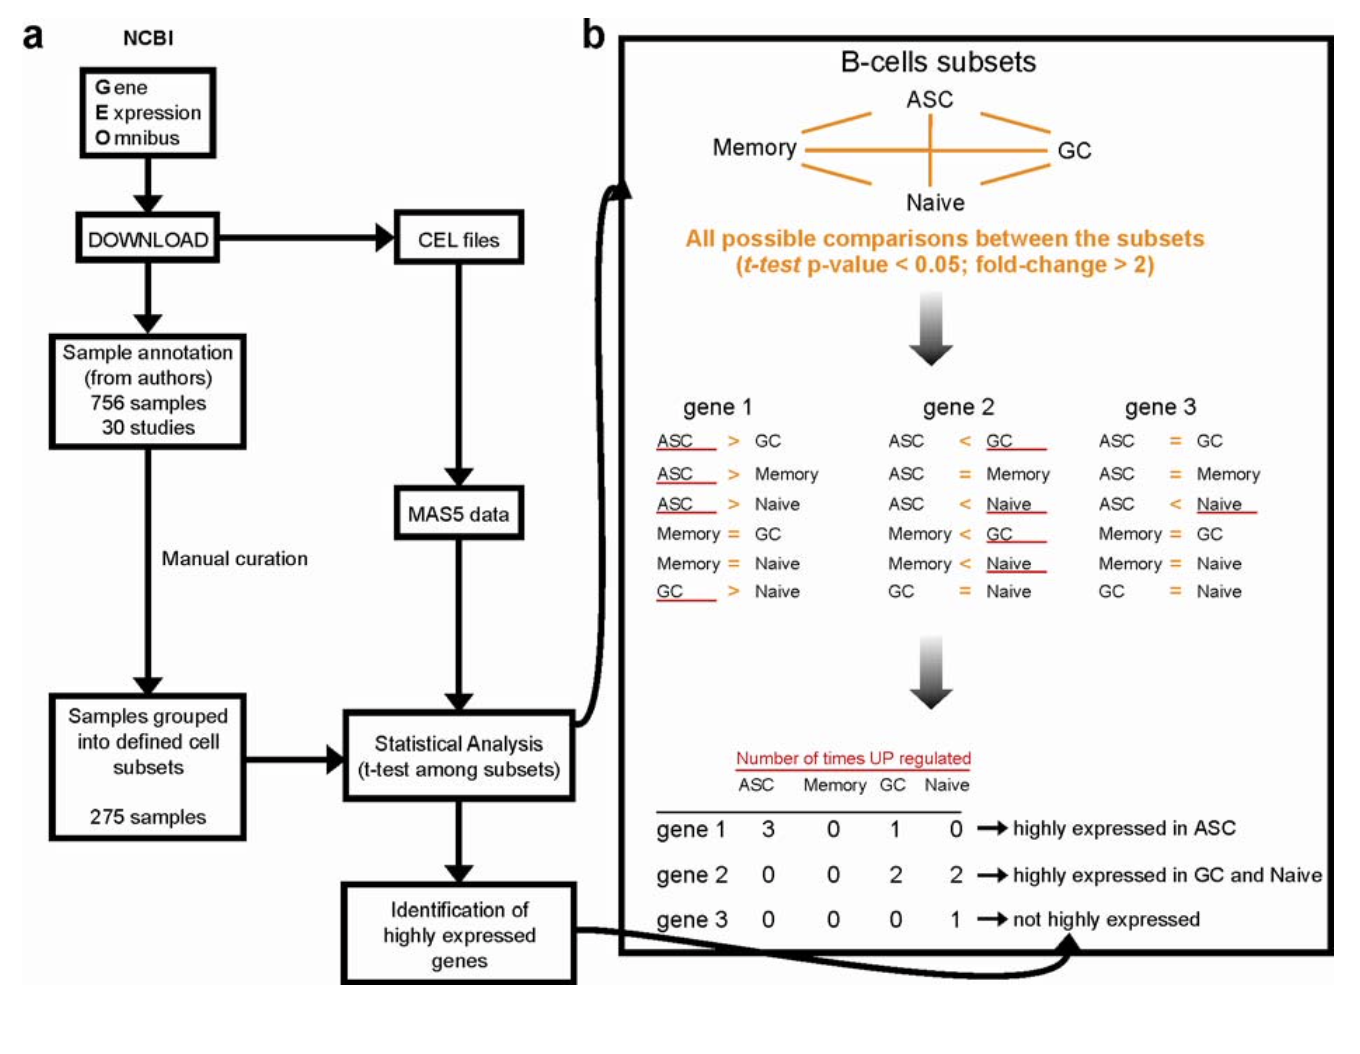 a
NCBI
Gene
Expression
Omnibus
DOWNLOAD
CEL files
Sample annotation
(from authors)
756 samples
30 studies
MAS5 data
Manual curation
Samples grouped
into defined cell
subsets
275 samples
Statistical Analysis
(t-test among subsets)
Identification of
highly expressed
genes
b
B-cells subsets
ASC
Memory
GC
Naive
All possible comparisons between the subsets
(t-test p-value < 0.05; fold-change > 2)
gene 1
ASC > GC
ASC > Memory
ASC > Naive
Memory = GC
Memory = Naive
GC > Naive
gene 2
ASC < GC
ASC = Memory
ASC < Naive
Memory < GC
Memory < Naive
GC = Naive
gene 3
ASC = GC
ASC = Memory
ASC < Naive
Memory = GC
Memory = Naive
GC = Naive
Number of times UP regulated
ASC Memory GC Naive
gene 1 3 0 1 0 highly expressed in ASC
gene 2 0 0 2 2 highly expressed in GC and Naive
gene 3 0 0 0 1 not highly expressed